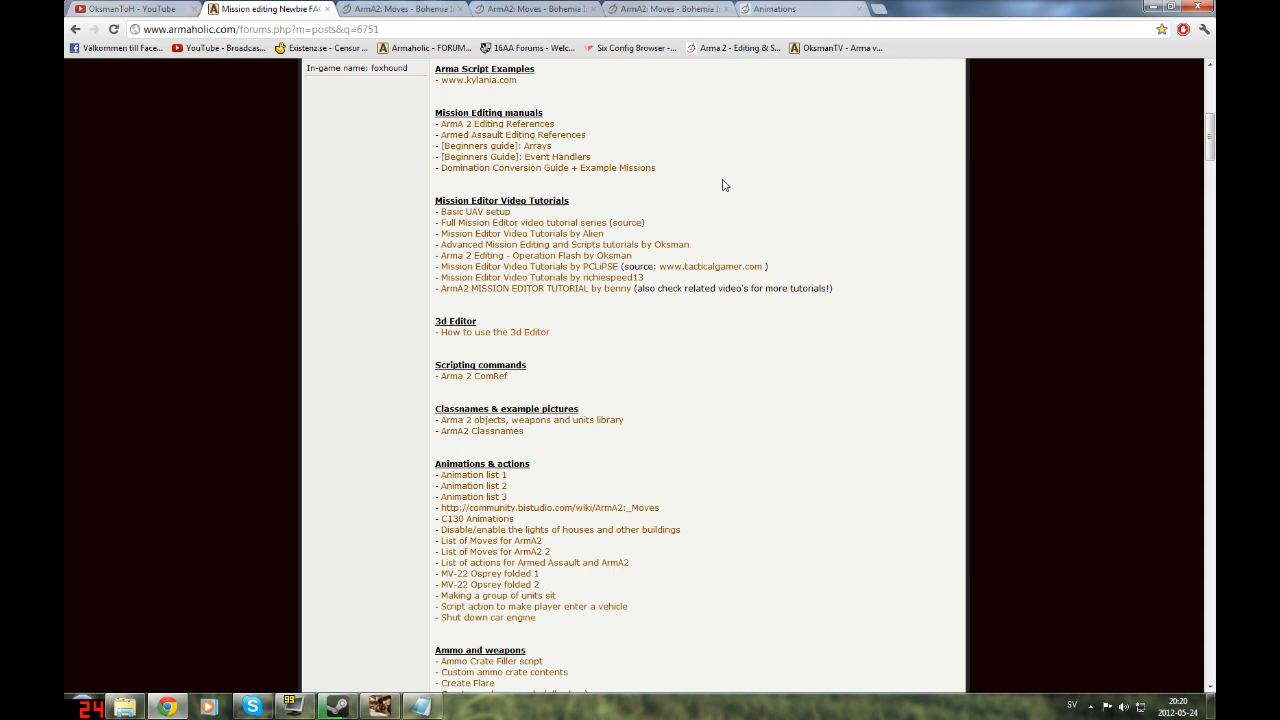 OksmanToH - YouTube
Mission editing Newbie FAQ
ArmA2: Moves - Bohemia In
ArmA2: Moves - Bohemia In
ArmA2: Moves - Bohemia In
Animations
www.armaholic.com/forums.php?m=posts&q=6751
Välkommen till Face...
YouTube - Broadcas...
Existenz.se - Censur ...
Armaholic - FORUM...
16AA Forums - Welc...
Six Config Browser -...
Arma 2 - Editing & S...
OksmanTV - Arma v...
In-game name: foxhound
Arma Script Examples
- www.kylania.com
Mission Editing manuals
- ArmA 2 Editing References
- Armed Assault Editing References
- [Beginners guide]: Arrays
- [Beginners Guide]: Event Handlers
- Domination Conversion Guide + Example Missions
Mission Editor Video Tutorials
- Basic UAV setup
- Full Mission Editor video tutorial series (source)
- Mission Editor Video Tutorials by Alien
- Advanced Mission Editing and Scripts tutorials by Oksman
- Arma 2 Editing - Operation Flash by Oksman
- Mission Editor Video Tutorials by PCLiPSE (source: www.tacticalgamer.com )
- Mission Editor Video Tutorials by richiespeed13
- ArmA2 MISSION EDITOR TUTORIAL by benny (also check related video's for more tutorials!)
3d Editor
- How to use the 3d Editor
Scripting commands
- Arma 2 ComRef
Classnames & example pictures
- Arma 2 objects, weapons and units library
- ArmA2 Classnames
Animations & actions
- Animation list 1
- Animation list 2
- Animation list 3
- http://community.bistudio.com/wiki/ArmA2:_Moves
- C130 Animations
- Disable/enable the lights of houses and other buildings
- List of Moves for ArmA2
- List of Moves for ArmA2 2
- List of actions for Armed Assault and ArmA2
- MV-22 Osprey folded 1
- MV-22 Opsrey folded 2
- Making a group of units sit
- Script action to make player enter a vehicle
- Shut down car engine
Ammo and weapons
- Ammo Crate Filler script
- Custom ammo crate contents
- Create Flare
24
99
SV
20:20
2012-05-24